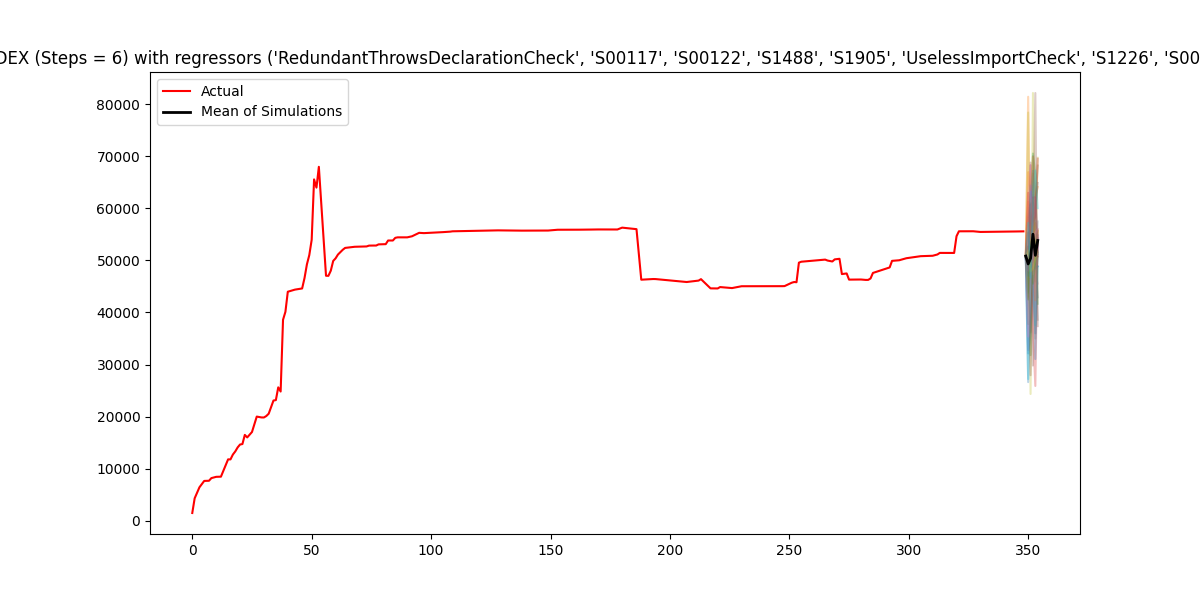 DEX (Steps = 6) with regressors ('RedundantThrowsDeclarationCheck', 'S00117', 'S00122', 'S1488', 'S1905', 'UselessImportCheck', 'S1226', 'S00
Actual
Mean of Simulations
80000
70000
60000
50000
40000
30000
20000
10000
0
0 50 100 150 200 250 300 350